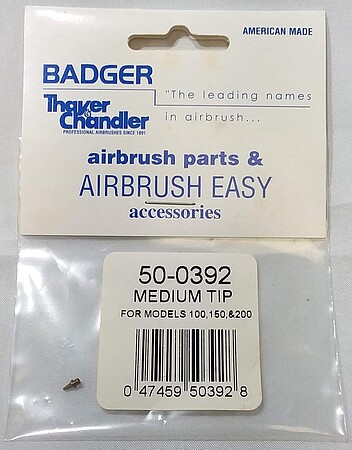 AMERICAN MADE
BADGER
Thayer & Chandler
PROFESSIONAL AIRBRUSHES SINCE 1891
"The leading names
in airbrush...
airbrush parts &
AIRBRUSH EASY
accessories
50-0392
MEDIUM TIP
FOR MODELS 100,150,&200
0 47459 50392 8